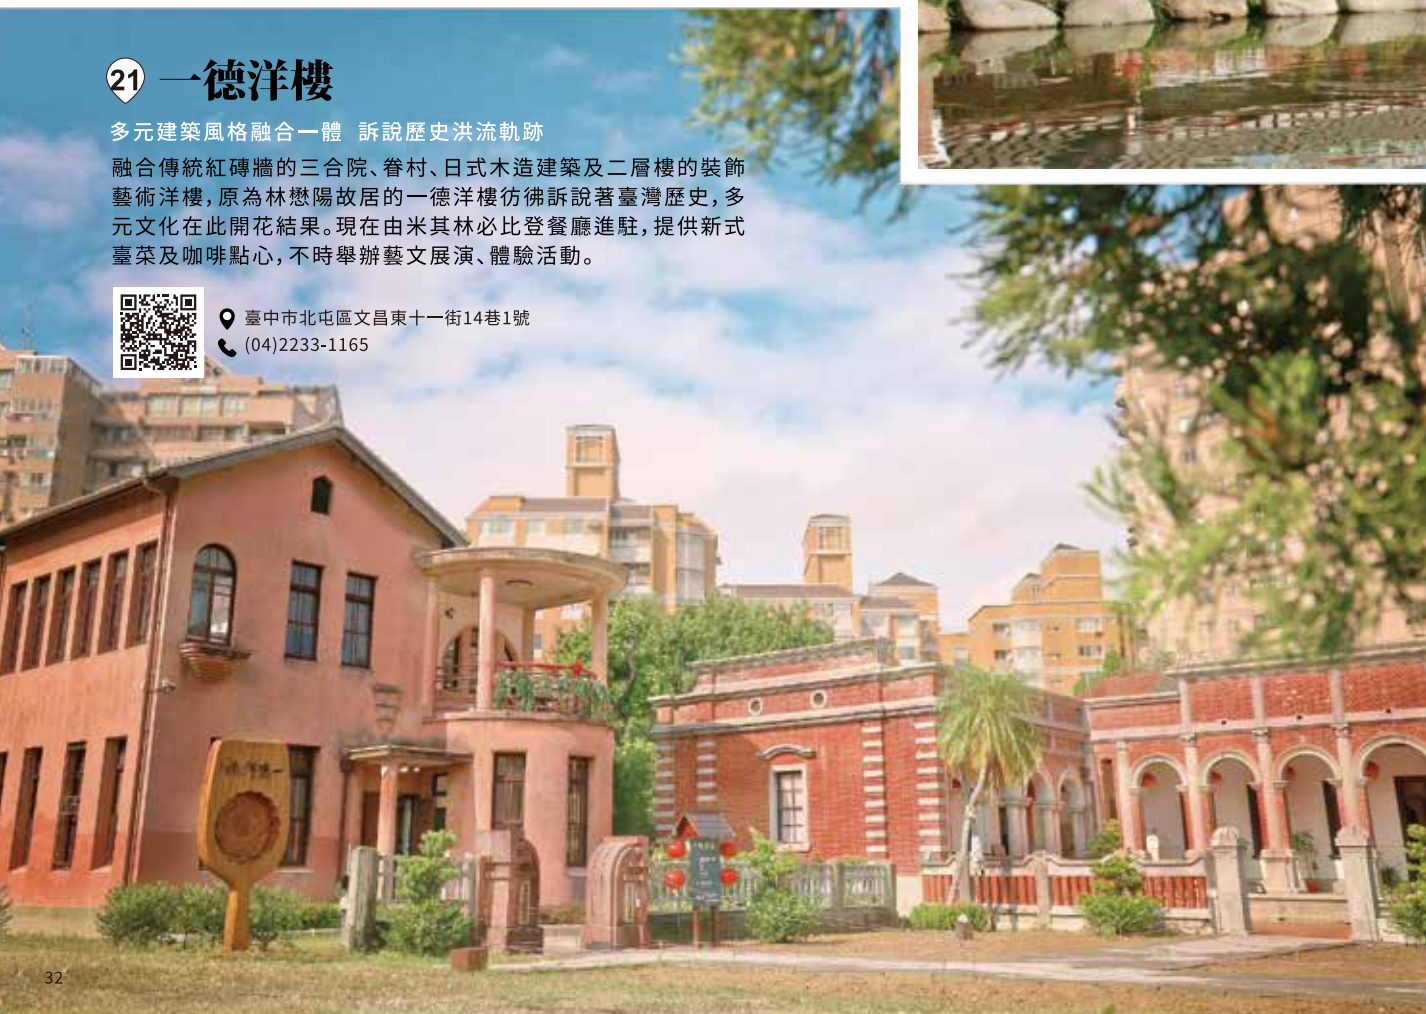 21 一德洋樓
多元建築風格融合一體 訴說歷史洪流軌跡
融合傳統紅磚牆的三合院、眷村、日式木造建築及二層樓的裝飾
藝術洋樓，原為林懋陽故居的一德洋樓彷彿訴說著臺灣歷史，多
元文化在此開花結果。現在由米其林必比登餐廳進駐，提供新式
臺菜及咖啡點心，不時舉辦藝文展演、體驗活動。
臺中市北屯區文昌東十一街14巷1號
(04)2233-1165
32